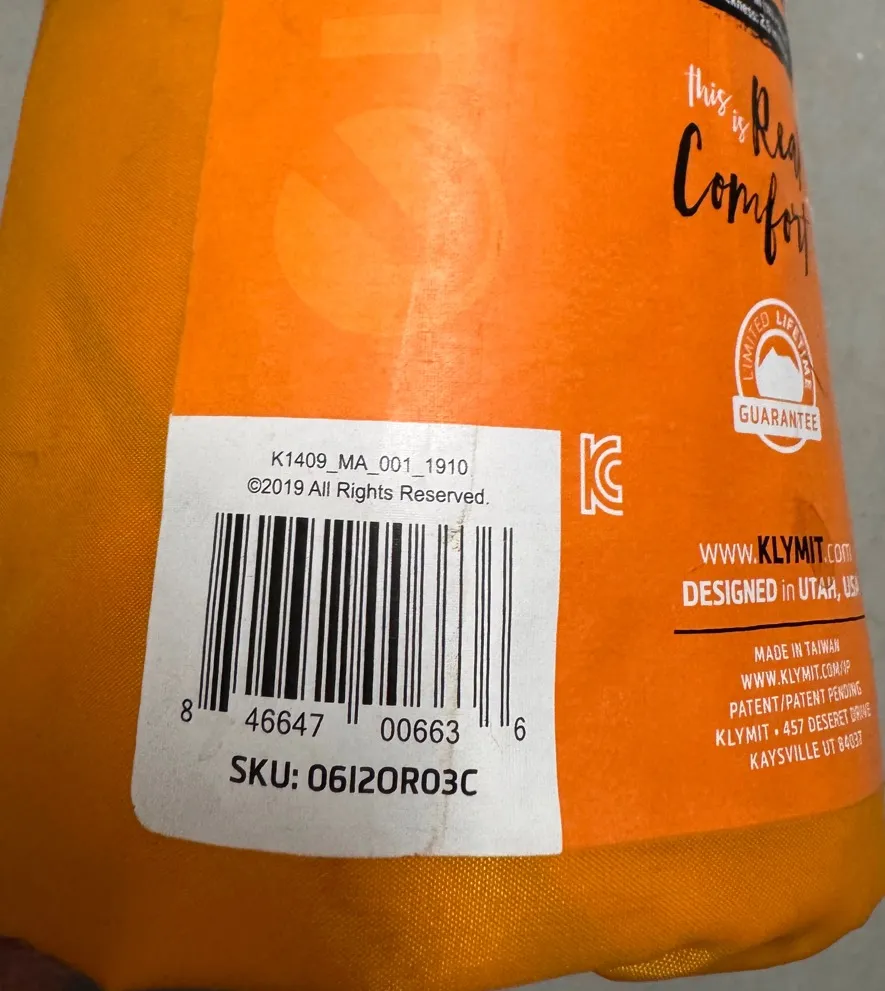 this is Real
Comfort
LIMITED LIFETIME
GUARANTEE
K1409_MA_001_1910
©2019 All Rights Reserved.
8 46647 00663 6
SKU: 06I2OR03C
www.KLYMIT.com
DESIGNED in UTAH, USA
MADE IN TAIWAN
WWW.KLYMIT.COM/IP
PATENT/PATENT PENDING
KLYMIT • 457 DESERET DRIVE
KAYSVILLE UT 84037